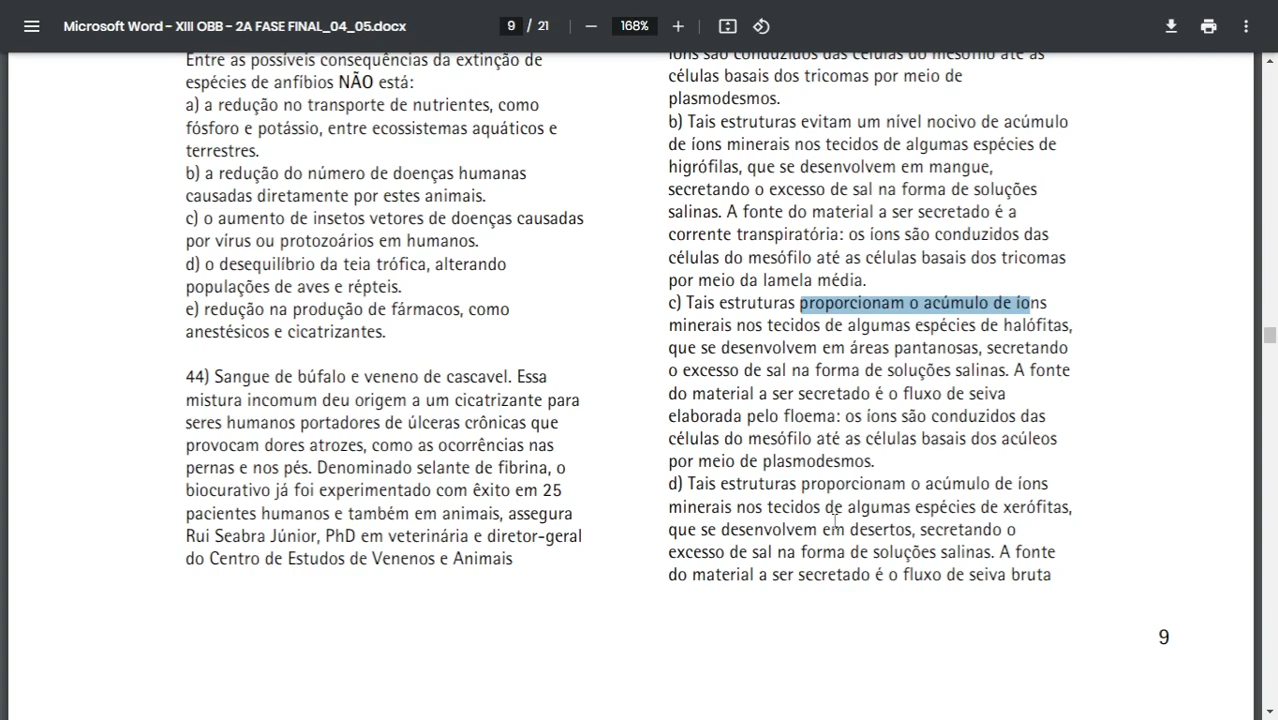 Microsoft Word - XIII OBB - 2A FASE FINAL_04_05.docx
9 / 21
168%
Entre as possíveis consequências da extinção de
espécies de anfíbios NÃO está:
a) a redução no transporte de nutrientes, como
fósforo e potássio, entre ecossistemas aquáticos e
terrestres.
b) a redução do número de doenças humanas
causadas diretamente por estes animais.
c) o aumento de insetos vetores de doenças causadas
por vírus ou protozoários em humanos.
d) o desequilíbrio da teia trófica, alterando
populações de aves e répteis.
e) redução na produção de fármacos, como
anestésicos e cicatrizantes.
44) Sangue de búfalo e veneno de cascavel. Essa
mistura incomum deu origem a um cicatrizante para
seres humanos portadores de úlceras crônicas que
provocam dores atrozes, como as ocorrências nas
pernas e nos pés. Denominado selante de fibrina, o
biocurativo já foi experimentado com êxito em 25
pacientes humanos e também em animais, assegura
Rui Seabra Júnior, PhD em veterinária e diretor-geral
do Centro de Estudos de Venenos e Animais
íons são conduzidos das células do mesófilo até as
células basais dos tricomas por meio de
plasmodesmos.
b) Tais estruturas evitam um nível nocivo de acúmulo
de íons minerais nos tecidos de algumas espécies de
higrófilas, que se desenvolvem em mangue,
secretando o excesso de sal na forma de soluções
salinas. A fonte do material a ser secretado é a
corrente transpiratória: os íons são conduzidos das
células do mesófilo até as células basais dos tricomas
por meio da lamela média.
c) Tais estruturas proporcionam o acúmulo de íons
minerais nos tecidos de algumas espécies de halófitas,
que se desenvolvem em áreas pantanosas, secretando
o excesso de sal na forma de soluções salinas. A fonte
do material a ser secretado é o fluxo de seiva
elaborada pelo floema: os íons são conduzidos das
células do mesófilo até as células basais dos acúleos
por meio de plasmodesmos.
d) Tais estruturas proporcionam o acúmulo de íons
minerais nos tecidos de algumas espécies de xerófitas,
que se desenvolvem em desertos, secretando o
excesso de sal na forma de soluções salinas. A fonte
do material a ser secretado é o fluxo de seiva bruta
9